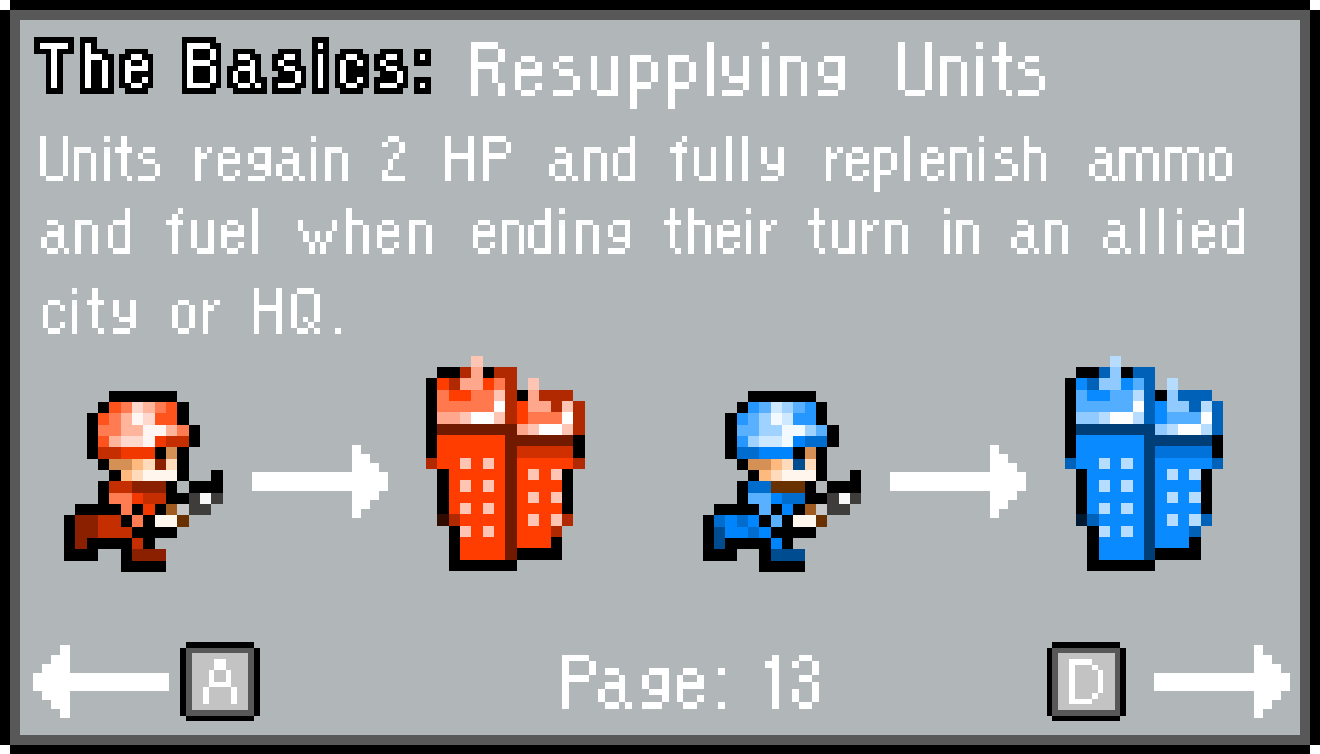 The Basics: Resupplying Units
Units regain 2 HP and fully replenish ammo
and fuel when ending their turn in an allied
city or HQ.
A Page: 13 D